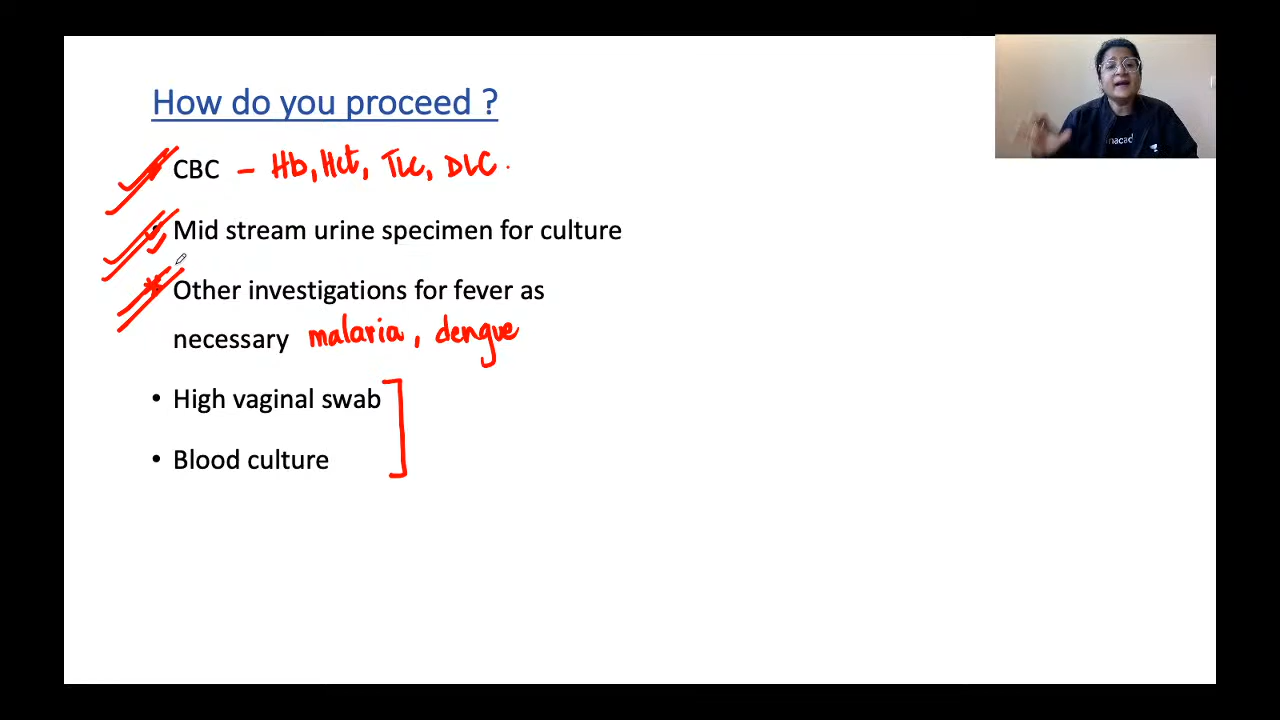 How do you proceed ?
• CBC - Hb, Hct, TLC, DLC .
Mid stream urine specimen for culture
Other investigations for fever as
necessary malaria, dengue
• High vaginal swab
• Blood culture
nacad